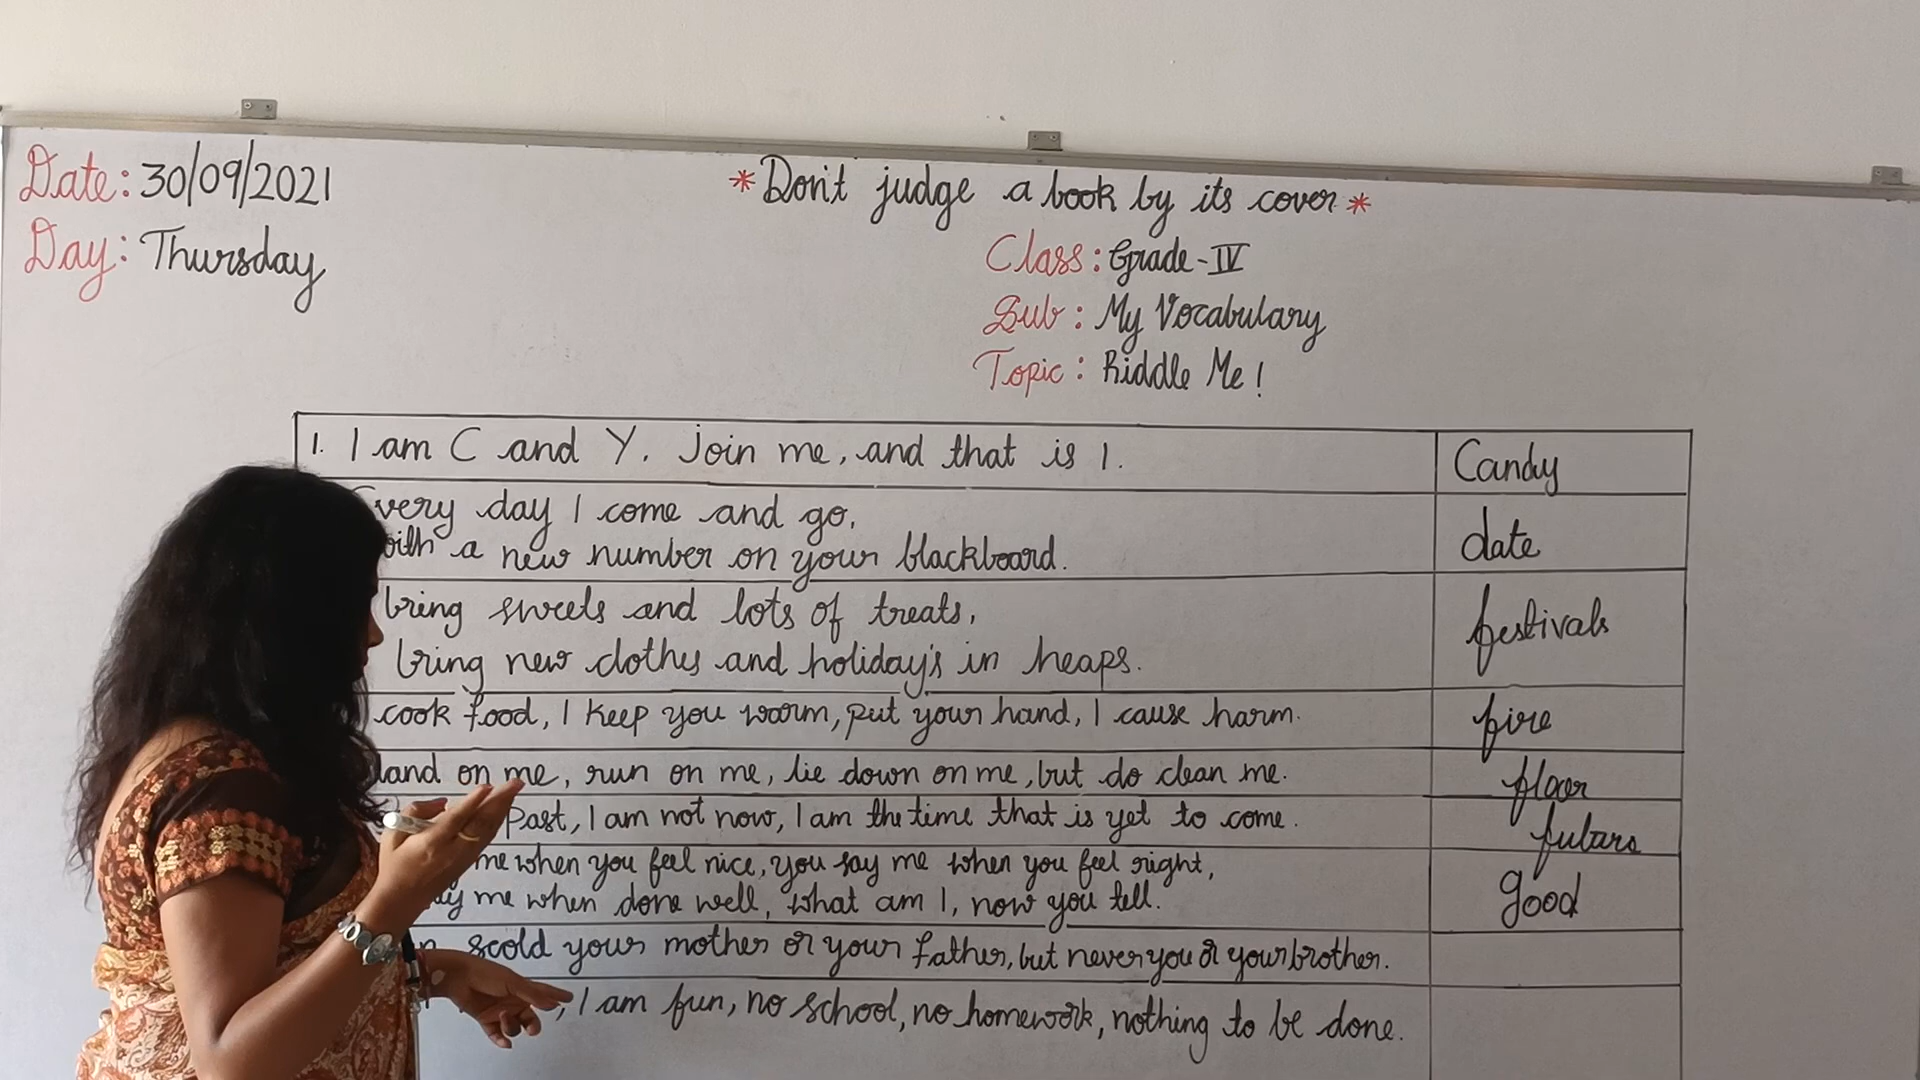 Date: 30/09/2021
Day: Thursday
*Don't judge a book by its cover*
Class: Grade-IV
Sub: My Vocabulary
Topic: Riddle Me!
1. I am C and Y. Join me, and that is 1.
Candy
very day I come and go,
with a new number on your blackboard.
date
bring sweets and lots of treats,
bring new clothes and holiday's in heaps.
festivals
cook food, I keep you warm, put your hand, I cause harm.
fire
on me, run on me, lie down on me, but do clean me.
floor
Past, I am not now, I am the time that is yet to come.
me when you feel nice, you say me when you feel right,
me when done well, what am I, now you tell.
good
scold your mother or your father, but never you or your brother.
, I am fun, no school, no homework, nothing to be done.